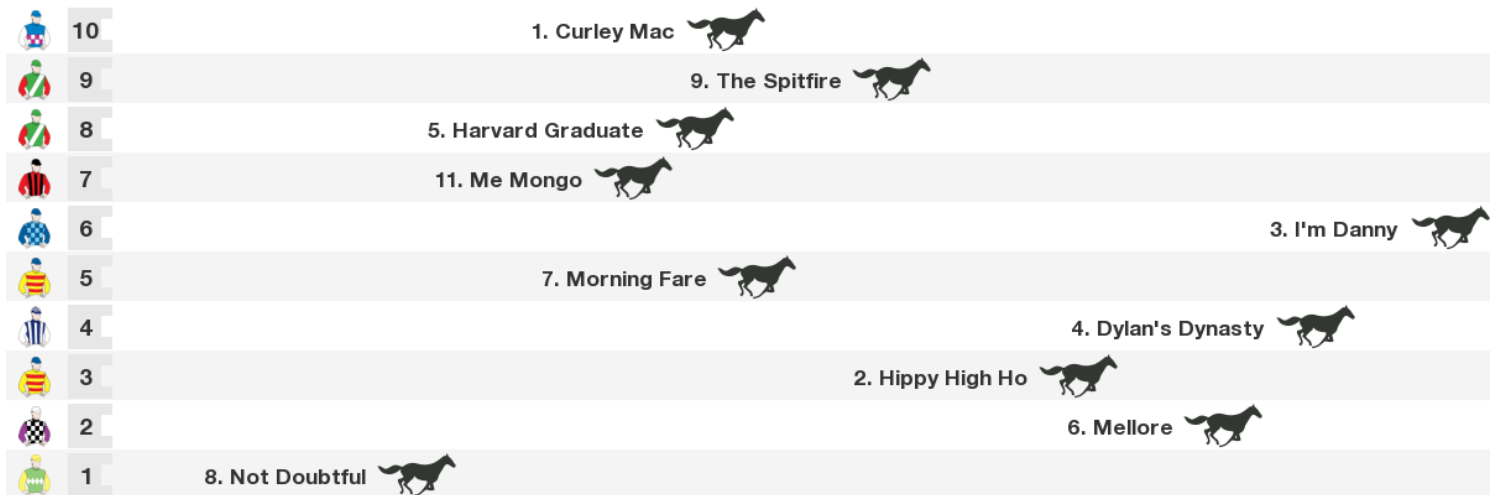 10 1. Curley Mac
9 9. The Spitfire
8 5. Harvard Graduate
7 11. Me Mongo
6 3. I'm Danny
5 7. Morning Fare
4 4. Dylan's Dynasty
3 2. Hippy High Ho
2 6. Mellore
1 8. Not Doubtful